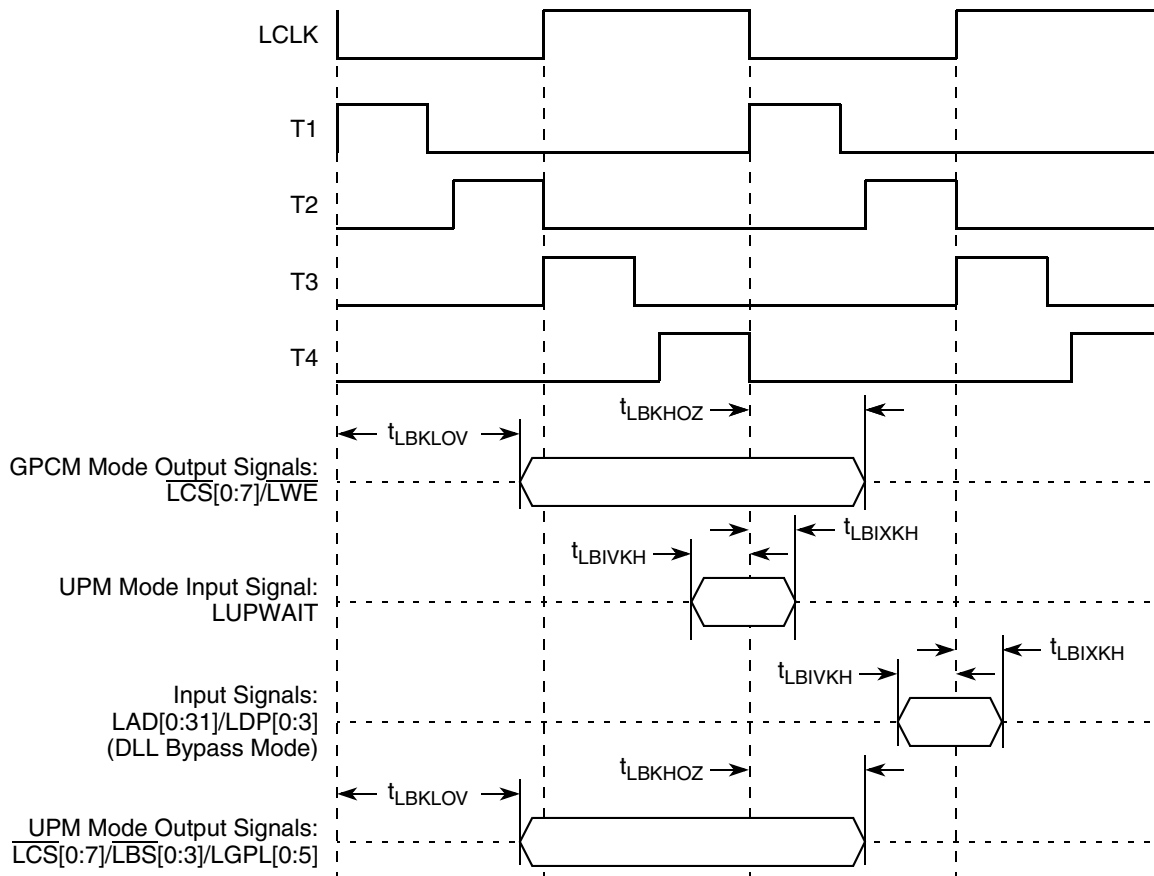 LCLK
T1
T2
T3
T4
tLBKHOZ
tLBKLOV
GPCM Mode Output Signals:
LCS[0:7]/LWE
tLBIXKH
tLBIVKH
UPM Mode Input Signal:
LUPWAIT
tLBIXKH
tLBIVKH
Input Signals:
LAD[0:31]/LDP[0:3]
(DLL Bypass Mode)
tLBKHOZ
tLBKLOV
UPM Mode Output Signals:
LCS[0:7]/LBS[0:3]/LGPL[0:5]